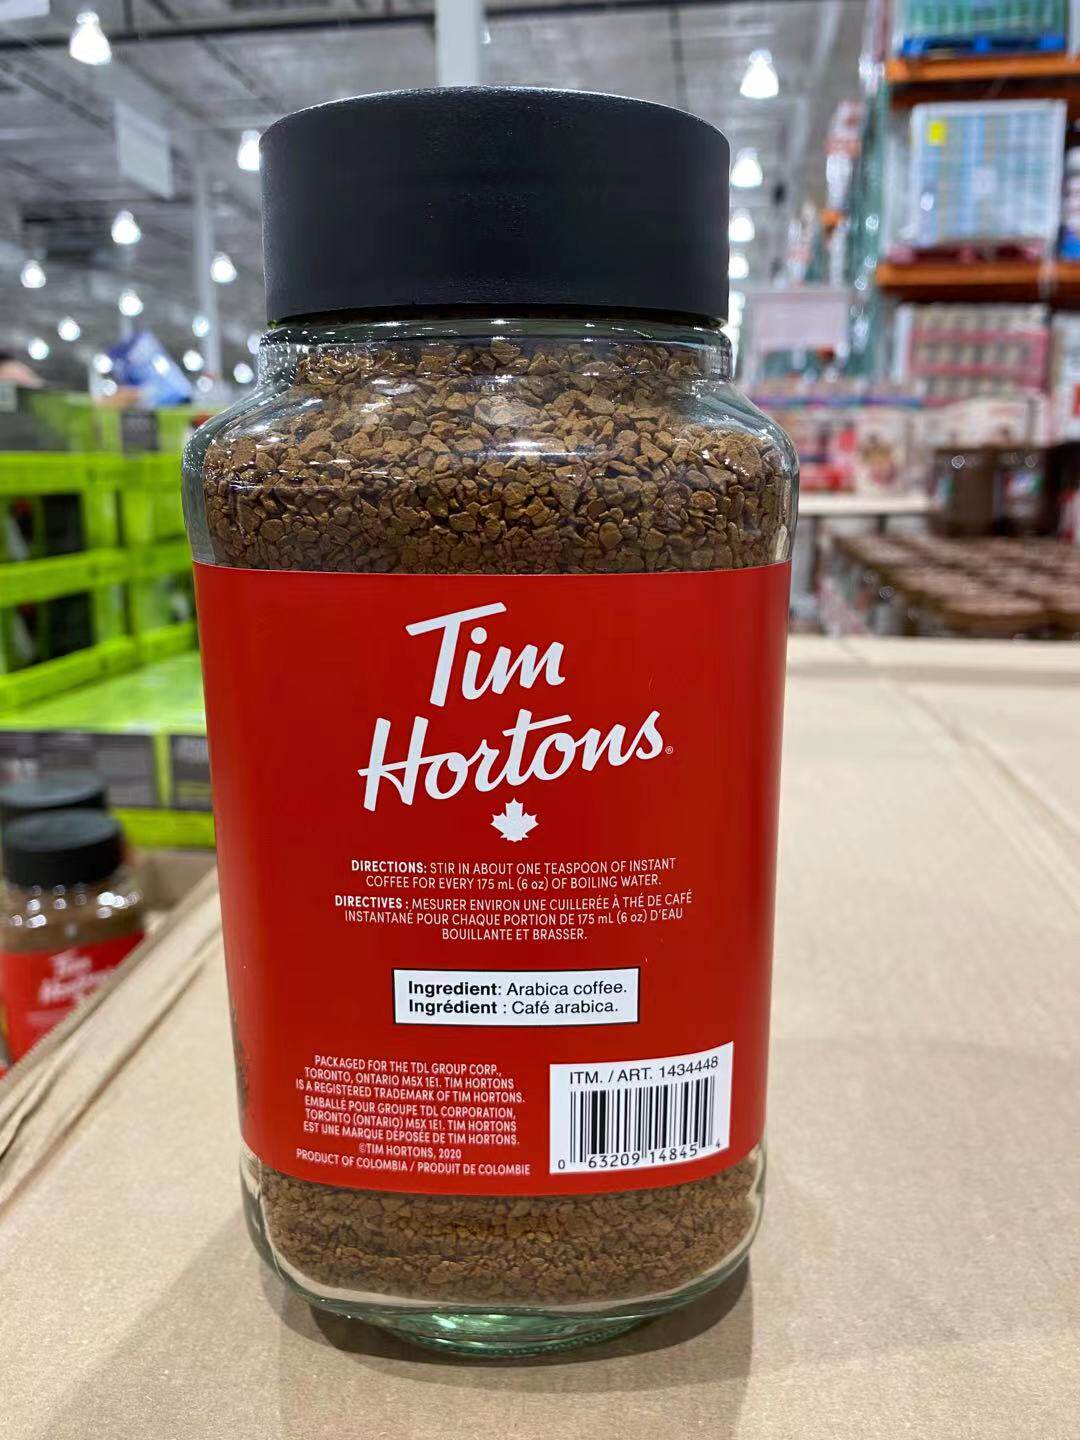 Tim
Hortons®
DIRECTIONS: STIR IN ABOUT ONE TEASPOON OF INSTANT
COFFEE FOR EVERY 175 mL (6 oz) OF BOILING WATER.
DIRECTIVES : MESURER ENVIRON UNE CUILLERÉE À THÉ DE CAFÉ
INSTANTANÉ POUR CHAQUE PORTION DE 175 mL (6 oz) D'EAU
BOUILLANTE ET BRASSER.
Ingredient: Arabica coffee.
Ingrédient : Café arabica.
PACKAGED FOR THE TDL GROUP CORP.,
TORONTO, ONTARIO M5X 1E1. TIM HORTONS
IS A REGISTERED TRADEMARK OF TIM HORTONS.
EMBALLÉ POUR GROUPE TDL CORPORATION,
TORONTO (ONTARIO) M5X 1E1. TIM HORTONS
EST UNE MARQUE DÉPOSÉE DE TIM HORTONS.
©TIM HORTONS, 2020
PRODUCT OF COLOMBIA / PRODUIT DE COLOMBIE
ITM. / ART. 1434448
0 63209 14845 4
Tim